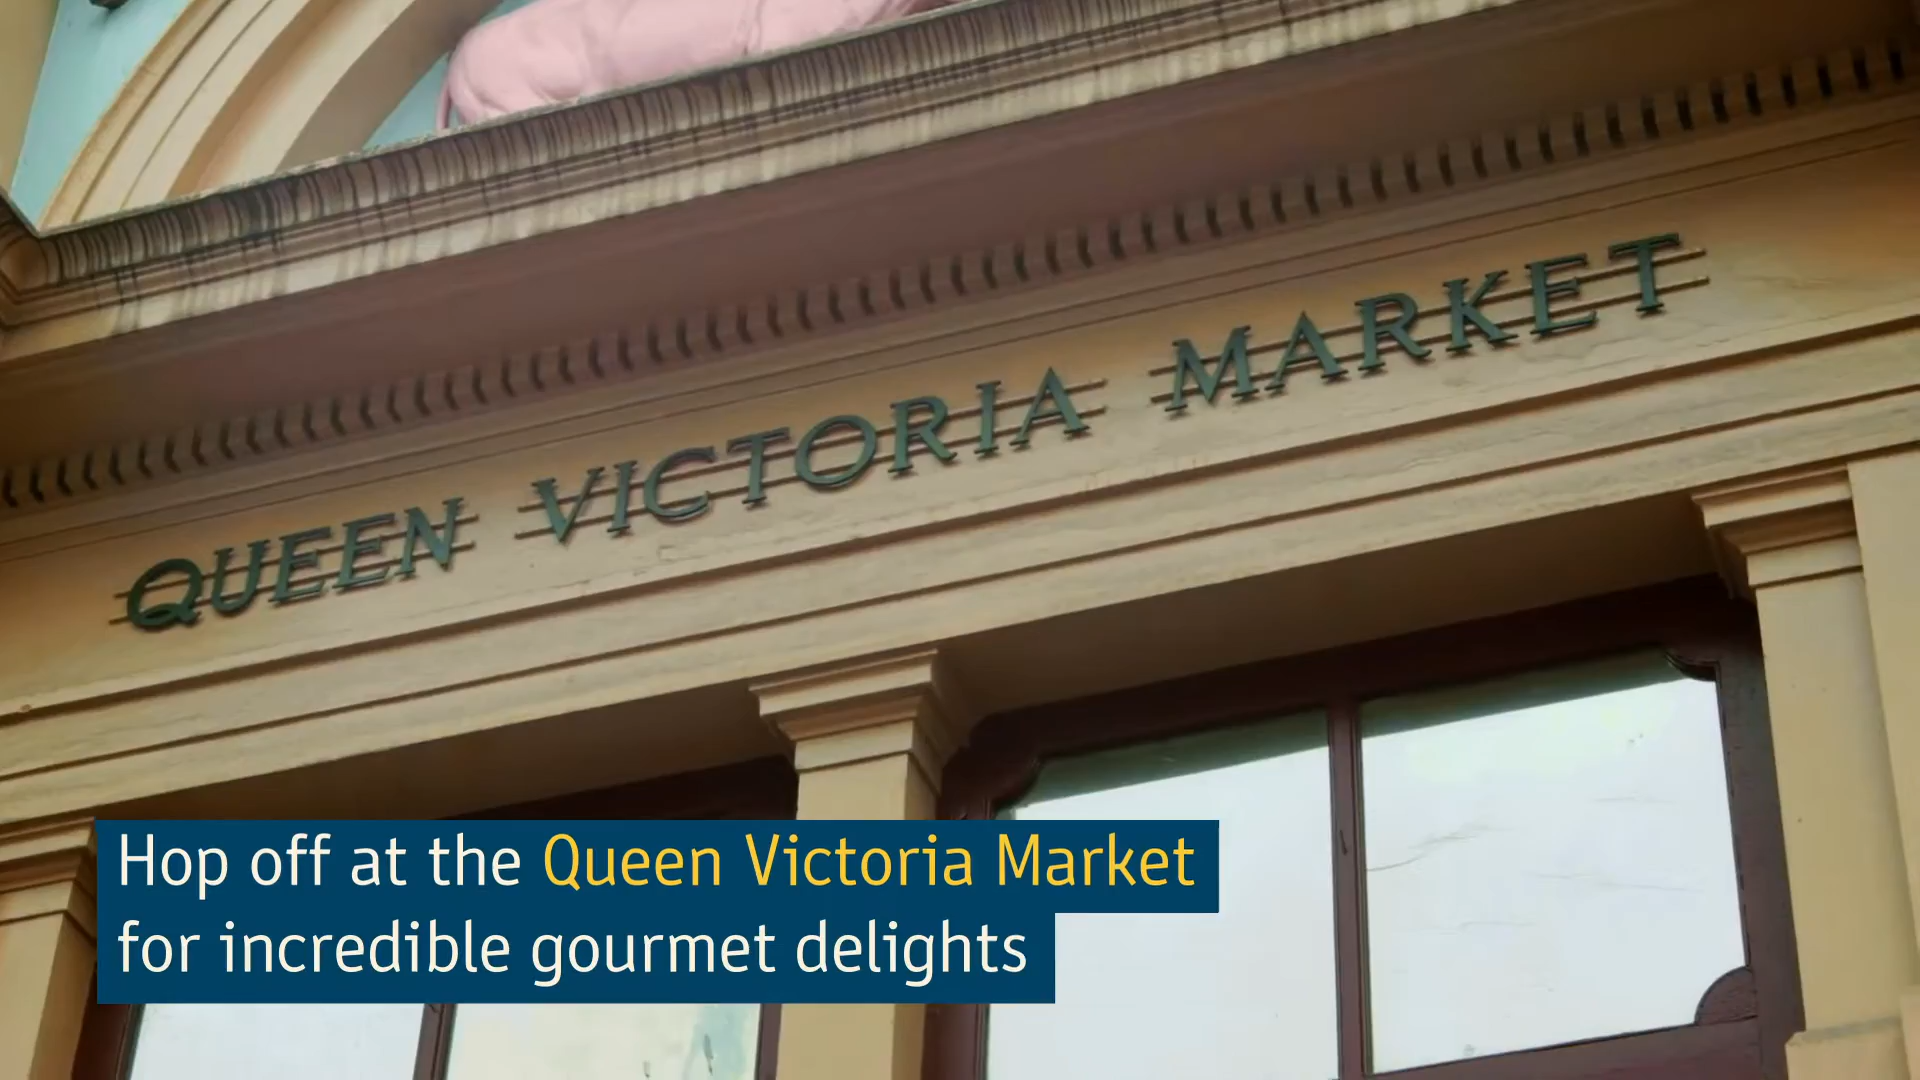 QUEEN VICTORIA MARKET
Hop off at the Queen Victoria Market
for incredible gourmet delights